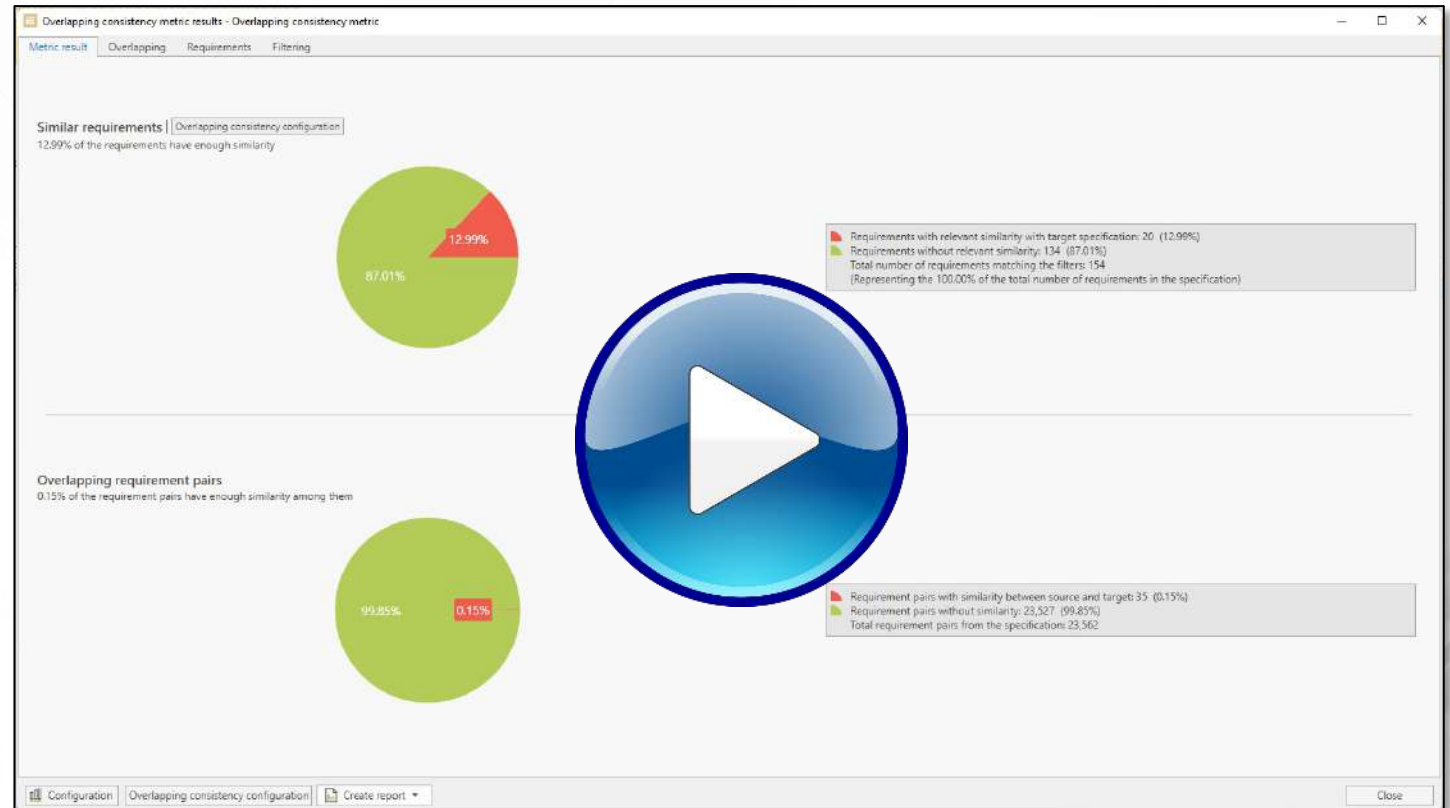 Overlapping consistency metric results - Overlapping consistency metric
Metric result Overlapping Requirements Filtering
Similar requirements | Overlapping consistency configuration
12.99% of the requirements have enough similarity
12.99%
87.01%
Requirements with relevant similarity with target specification: 20 (12.99%)
Requirements without relevant similarity: 134 (87.01%)
Total number of requirements matching the filters: 154
(Representing the 100.00% of the total number of requirements in the specification)
Overlapping requirement pairs
0.15% of the requirement pairs have enough similarity among them
99.85%
0.15%
Requirement pairs with similarity between source and target: 35 (0.15%)
Requirement pairs without similarity: 23,527 (99.85%)
Total requirement pairs from the specification: 23,562
Configuration Overlapping consistency configuration Create report Close